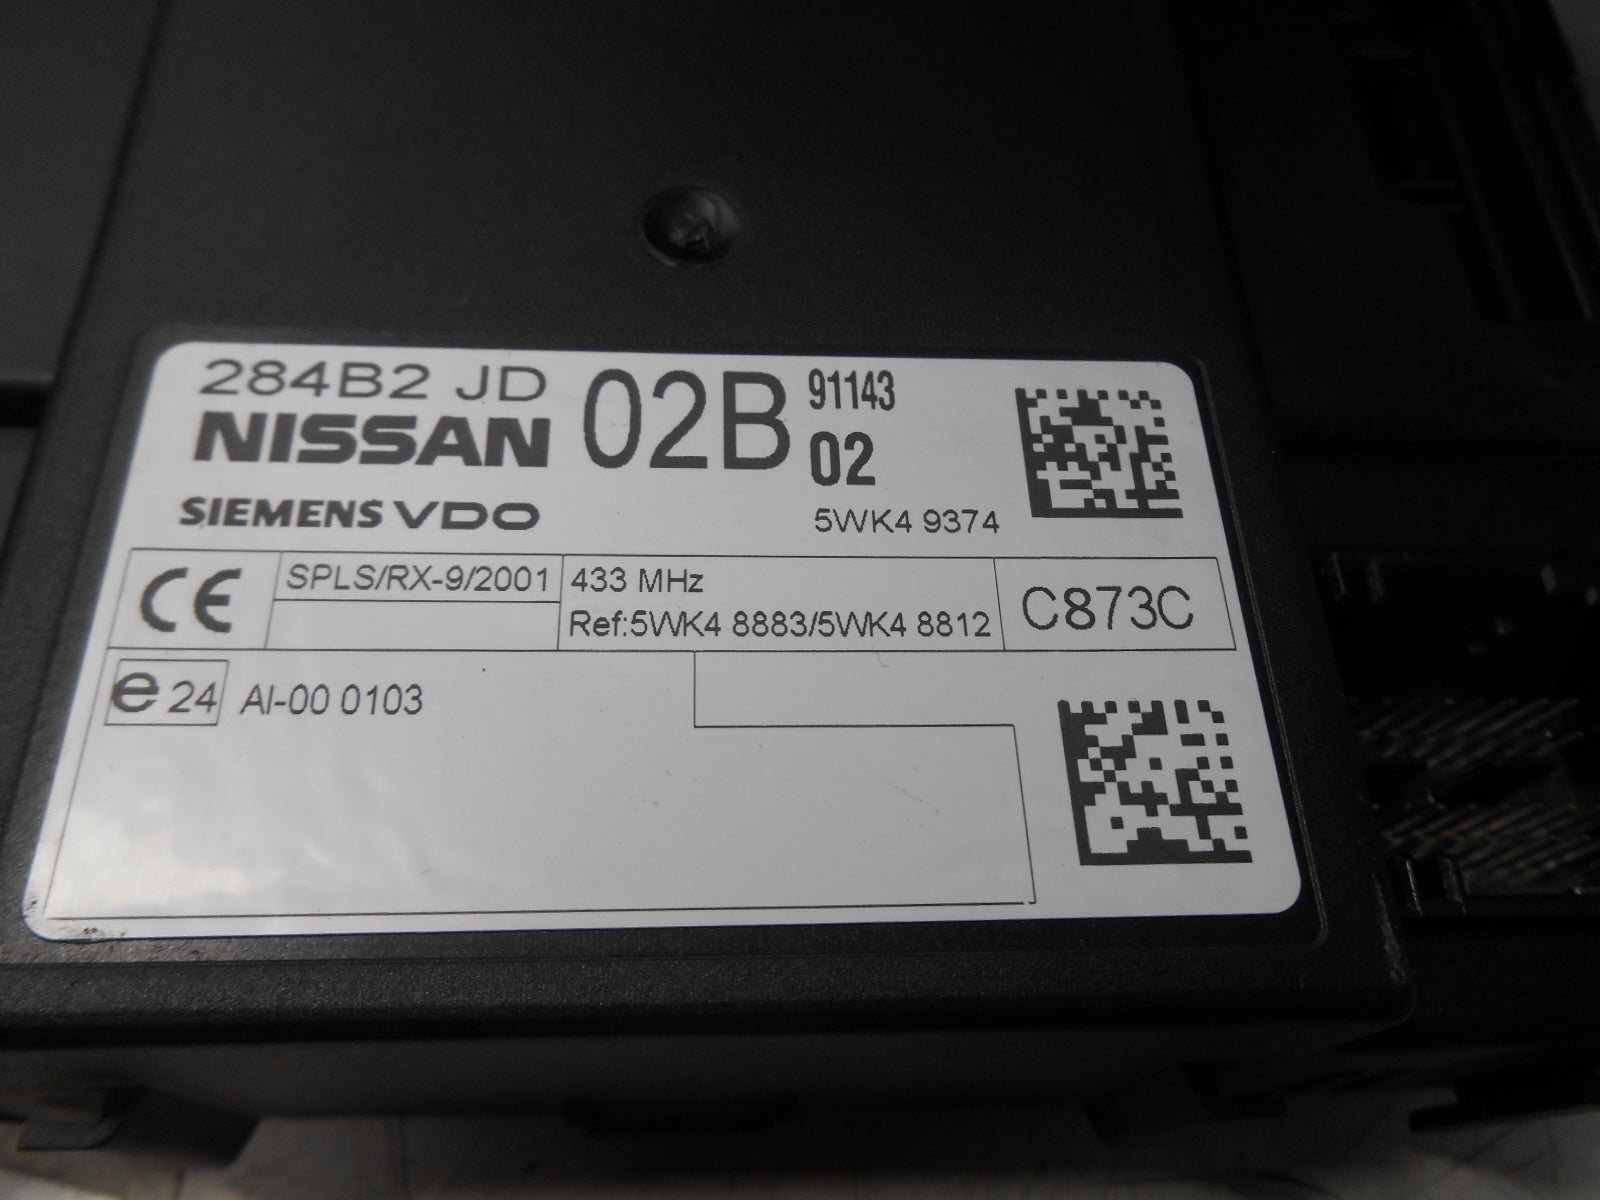 284B2 JD 02B 91143
NISSAN 02
SIEMENS VDO 5WK4 9374
CE SPLS/RX-9/2001 433 MHz
Ref:5WK4 8883/5WK4 8812 C873C
e 24 AI-00 0103